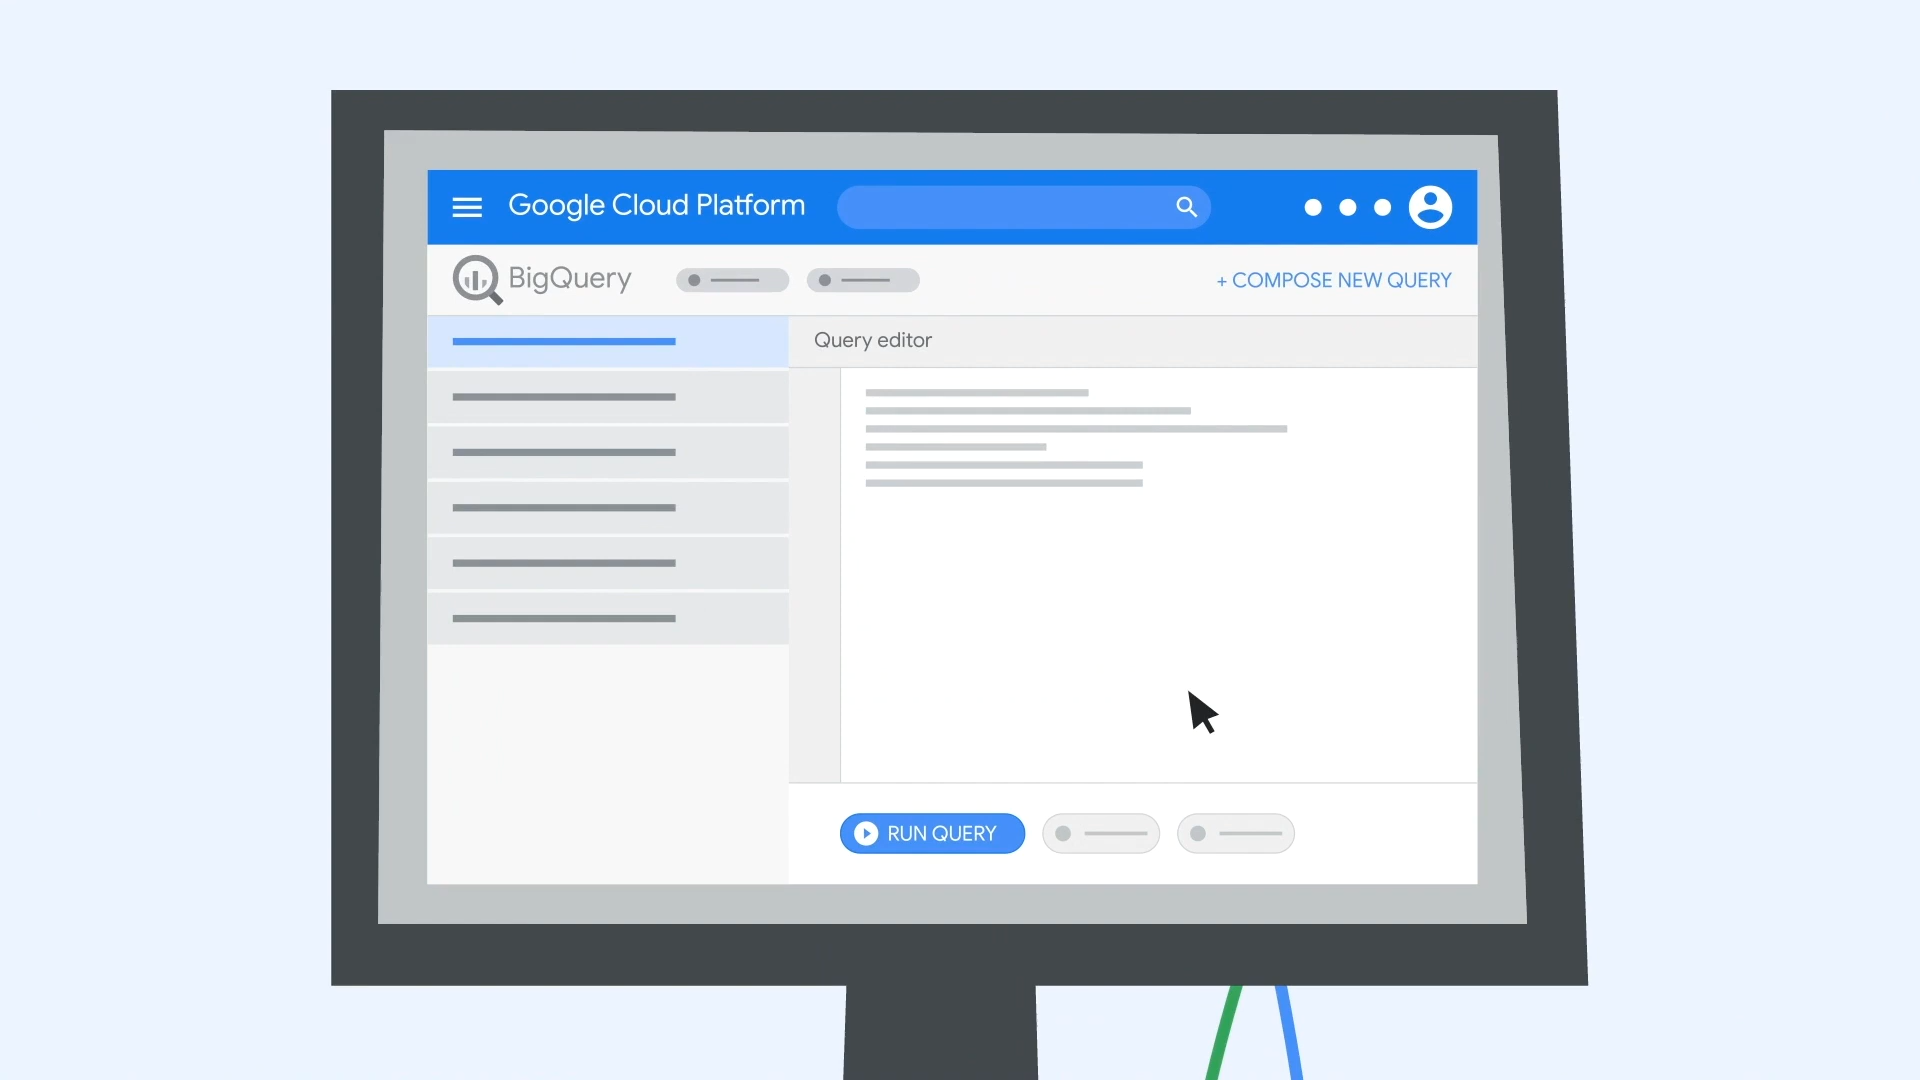 Google Cloud Platform
BigQuery
+ COMPOSE NEW QUERY
Query editor
RUN QUERY